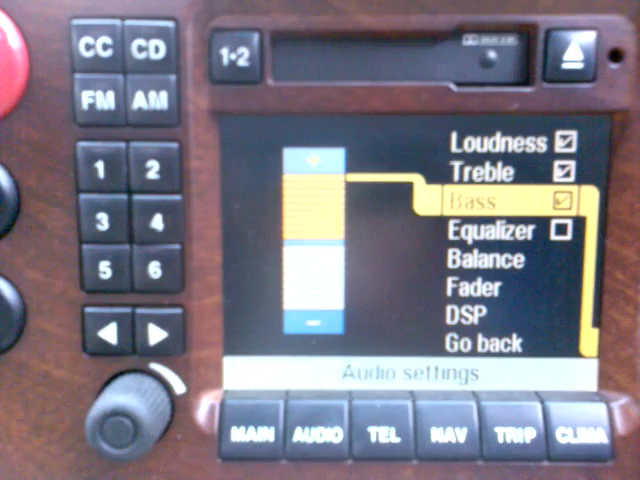 CC CD
FM AM
1·2
1 2
3 4
5 6
Loudness
Treble
Bass
Equalizer
Balance
Fader
DSP
Go back
Audio settings
MAIN AUDIO TEL NAV TRIP CLIMA